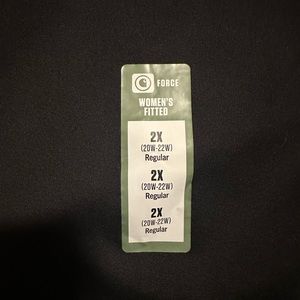 FORCE
WOMEN'S
FITTED
2X
(20W-22W)
Regular
2X
(20W-22W)
Regular
2X
(20W-22W)
Regular